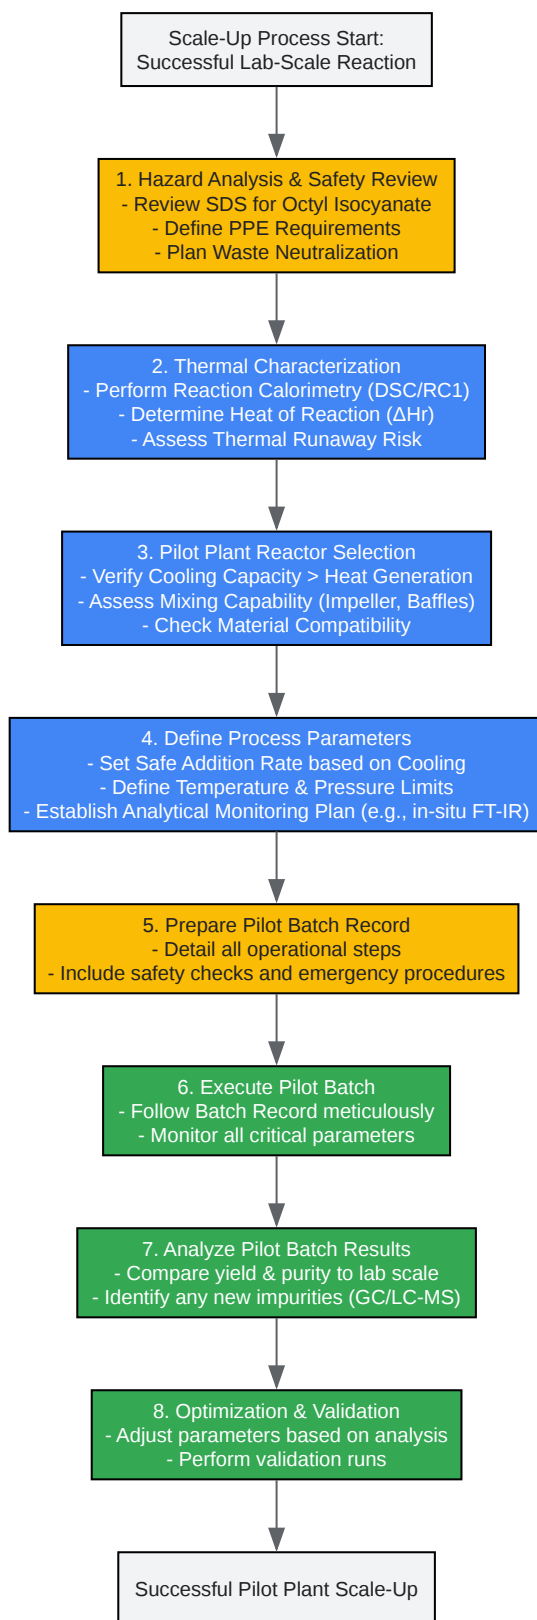 Scale-Up Process Start:
Successful Lab-Scale Reaction
1. Hazard Analysis & Safety Review
- Review SDS for Octyl Isocyanate
- Define PPE Requirements
- Plan Waste Neutralization
2. Thermal Characterization
- Perform Reaction Calorimetry (DSC/RC1)
- Determine Heat of Reaction (ΔHr)
- Assess Thermal Runaway Risk
3. Pilot Plant Reactor Selection
- Verify Cooling Capacity > Heat Generation
- Assess Mixing Capability (Impeller, Baffles)
- Check Material Compatibility
4. Define Process Parameters
- Set Safe Addition Rate based on Cooling
- Define Temperature & Pressure Limits
- Establish Analytical Monitoring Plan (e.g., in-situ FT-IR)
5. Prepare Pilot Batch Record
- Detail all operational steps
- Include safety checks and emergency procedures
6. Execute Pilot Batch
- Follow Batch Record meticulously
- Monitor all critical parameters
7. Analyze Pilot Batch Results
- Compare yield & purity to lab scale
- Identify any new impurities (GC/LC-MS)
8. Optimization & Validation
- Adjust parameters based on analysis
- Perform validation runs
Successful Pilot Plant Scale-Up